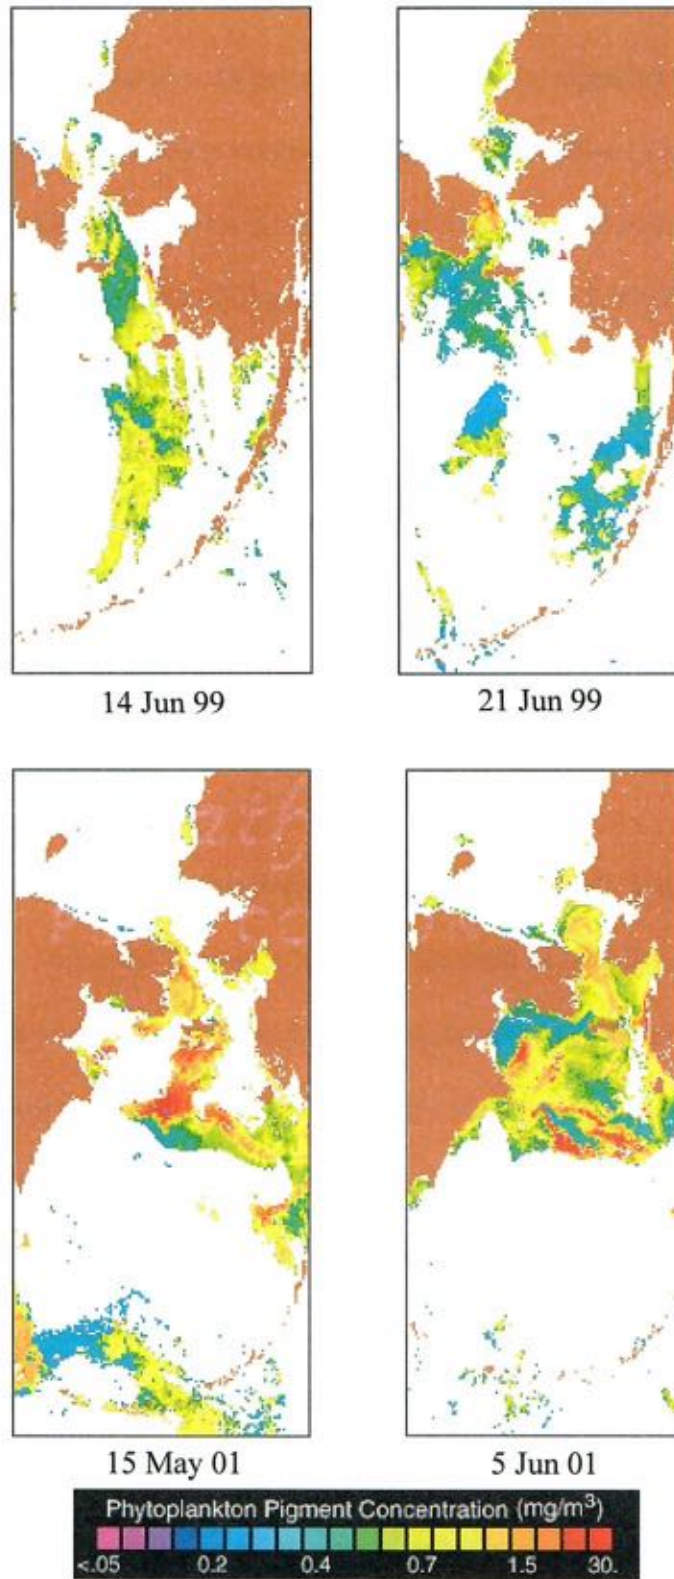 14 Jun 99
21 Jun 99
15 May 01
5 Jun 01
Phytoplankton Pigment Concentration (mg/m³)
<.05 0.2 0.4 0.7 1.5 30.